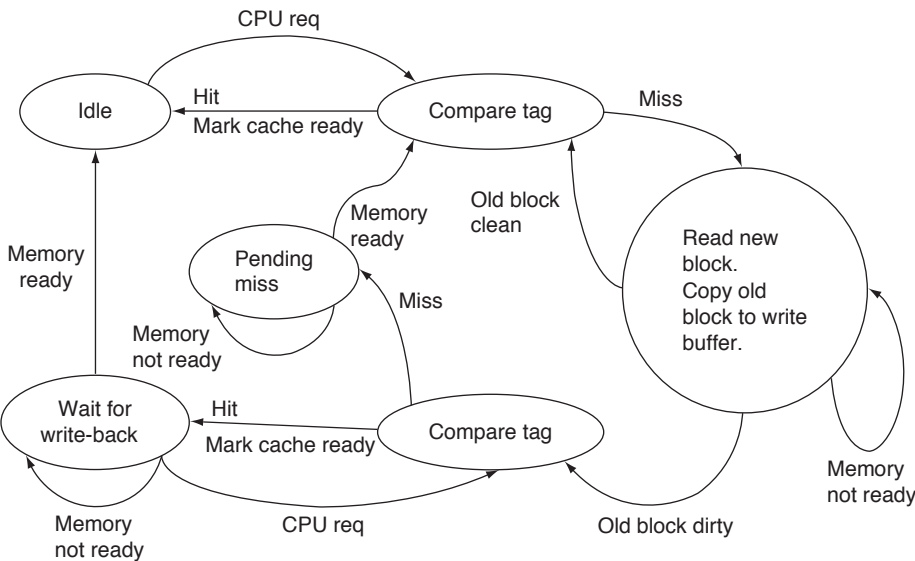 CPU req
Idle
Hit
Mark cache ready
Compare tag
Miss
Memory
ready
Old block
clean
Read new
block.
Copy old
block to write
buffer.
Memory
ready
Pending
miss
Miss
Memory
not ready
Wait for
write-back
Hit
Mark cache ready
Compare tag
Memory
not ready
Memory
not ready
CPU req
Old block dirty